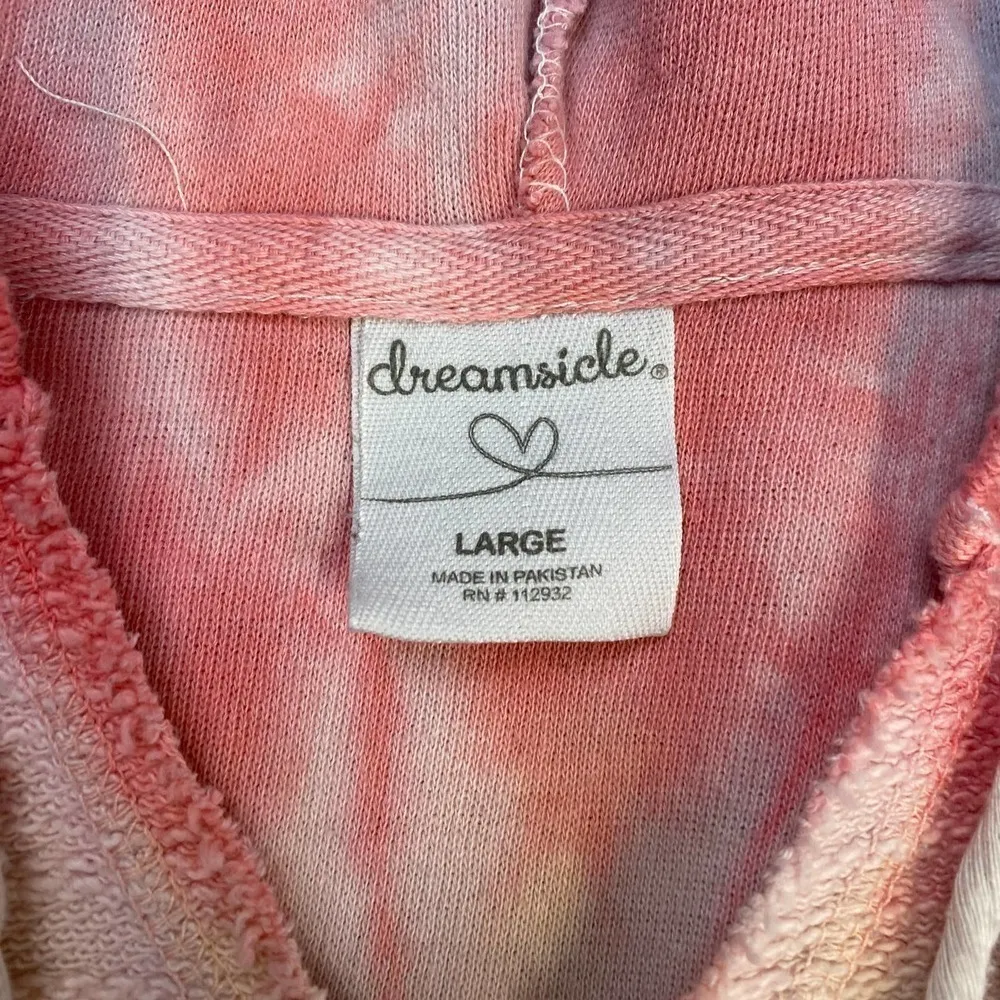 dreamsicle®
LARGE
MADE IN PAKISTAN
RN # 112932